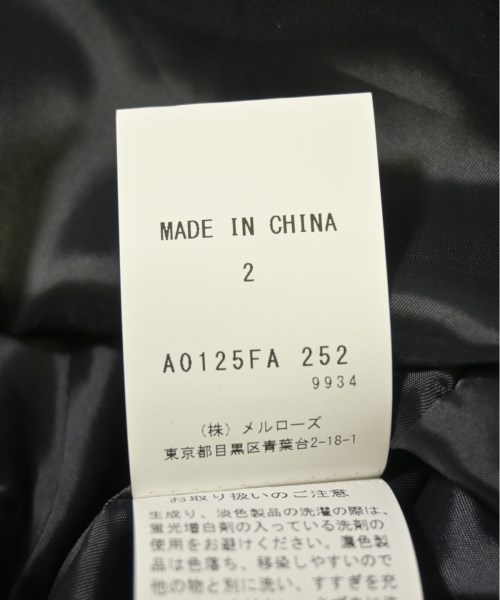 MADE IN CHINA
2
A0125FA 252
9934
(株)メルローズ
東京都目黒区青葉台2-18-1
お取り扱いのご注意
生成り、淡色製品の洗濯の際は、
蛍光増白剤の入っている洗剤の
使用をお避けください。濃色製
品は色落ち、移染しやすいので
他の物と別に洗い、すすぎを充